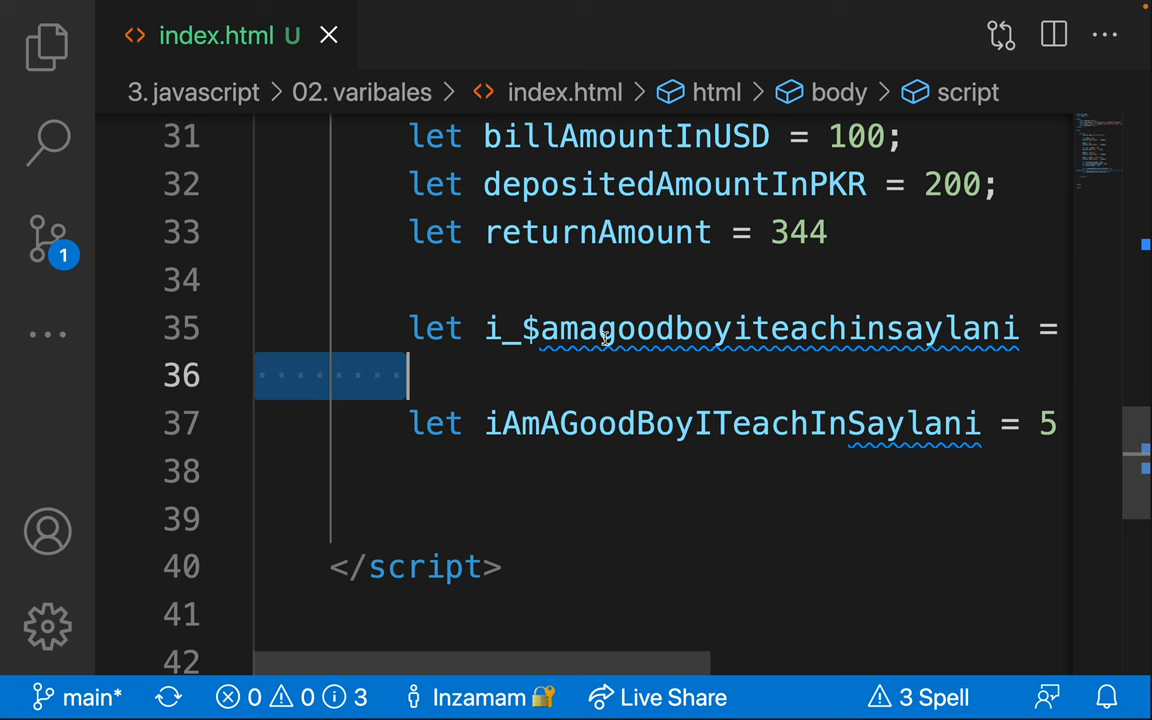 index.html U
3. javascript > 02. varibales > index.html > html > body > script
31 let billAmountInUSD = 100;
32 let depositedAmountInPKR = 200;
33 let returnAmount = 344
34
35 let i_$amagoodboyiteachinsaylani =
36
37 let iAmAGoodBoyITeachInSaylani = 5
38
39
40 </script>
41
42
1
main* 0 0 3 Inzamam 🔐 Live Share 3 Spell